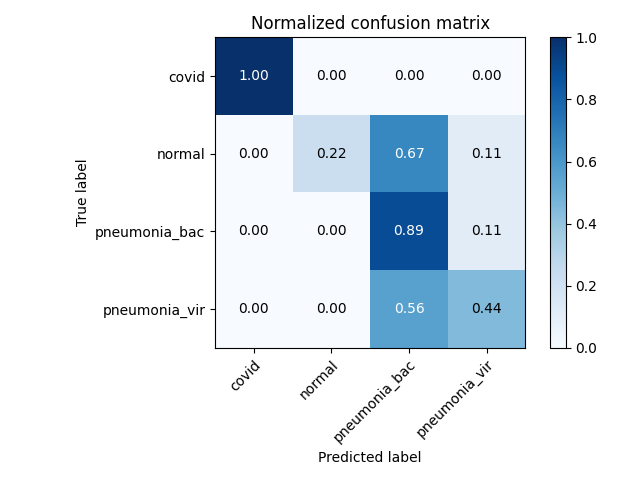 Normalized confusion matrix
True label
covid 1.00 0.00 0.00 0.00
normal 0.00 0.22 0.67 0.11
pneumonia_bac 0.00 0.00 0.89 0.11
pneumonia_vir 0.00 0.00 0.56 0.44
covid normal pneumonia_bac pneumonia_vir
Predicted label
1.0
0.8
0.6
0.4
0.2
0.0